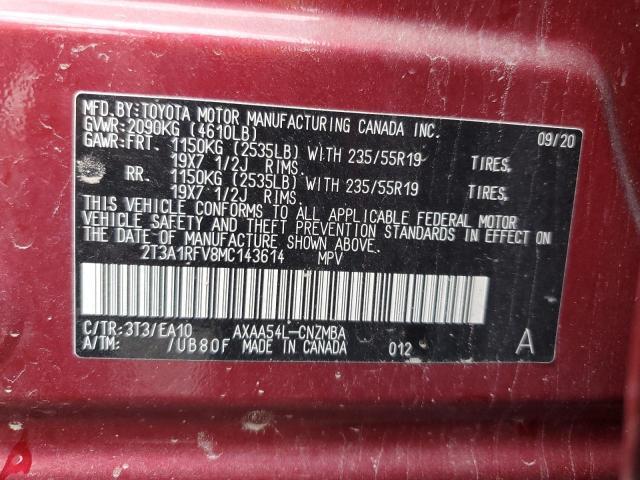 MFD.BY:TOYOTA MOTOR MANUFACTURING CANADA INC. 09/20
GVWR:2090KG (4610LB)
GAWR:FRT. 1150KG (2535LB) WITH 235/55R19 TIRES,
19X7 1/2J RIMS.
RR. 1150KG (2535LB) WITH 235/55R19 TIRES,
19X7 1/2J RIMS.
THIS VEHICLE CONFORMS TO ALL APPLICABLE FEDERAL MOTOR
VEHICLE SAFETY AND THEFT PREVENTION STANDARDS IN EFFECT ON
THE DATE OF MANUFACTURE SHOWN ABOVE.
2T3A1RFV8MC143614 MPV
C/TR:3T3/EA10 AXAA54L-CNZMBA
A/TM: /UB80F MADE IN CANADA 012 A